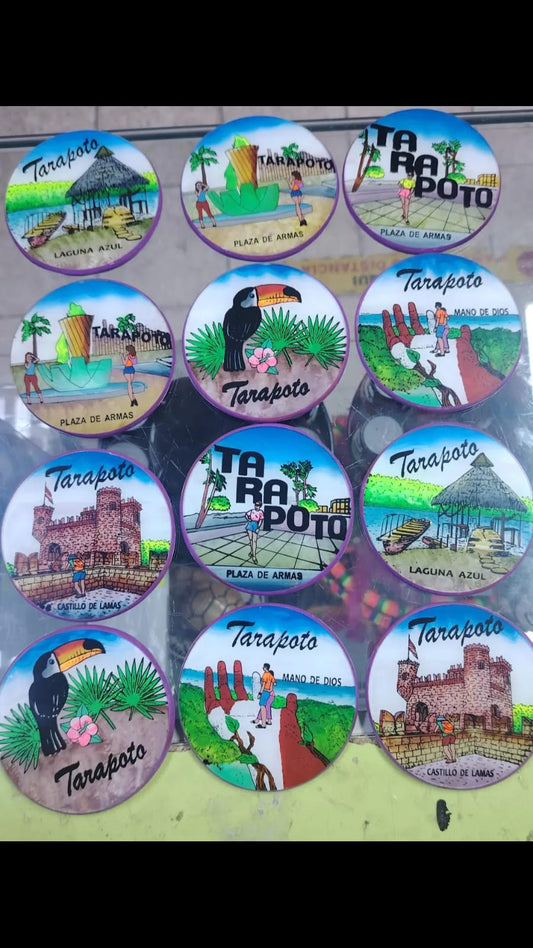 Tarapoto
LAGUNA AZUL
TARAPOTO
PLAZA DE ARMAS
TA
RA
POTO
PLAZA DE ARMAS
TARAPOTO
PLAZA DE ARMAS
Tarapoto
Tarapoto
MANO DE DIOS
Tarapoto
CASTILLO DE LAMAS
TA
RA
POTO
PLAZA DE ARMAS
Tarapoto
LAGUNA AZUL
Tarapoto
Tarapoto
MANO DE DIOS
Tarapoto
CASTILLO DE LAMAS